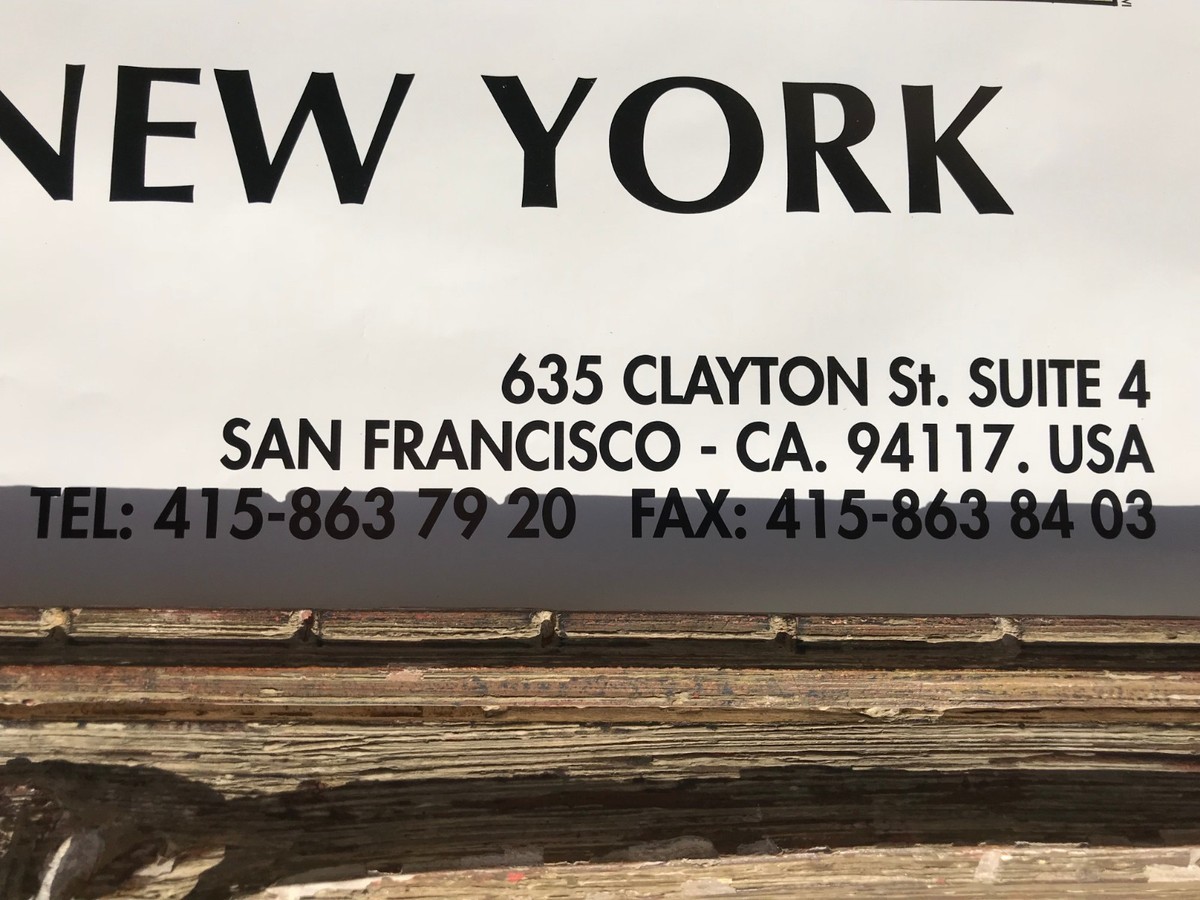 NEW YORK
635 CLAYTON St. SUITE 4
SAN FRANCISCO - CA. 94117. USA
TEL: 415-863 79 20 FAX: 415-863 84 03